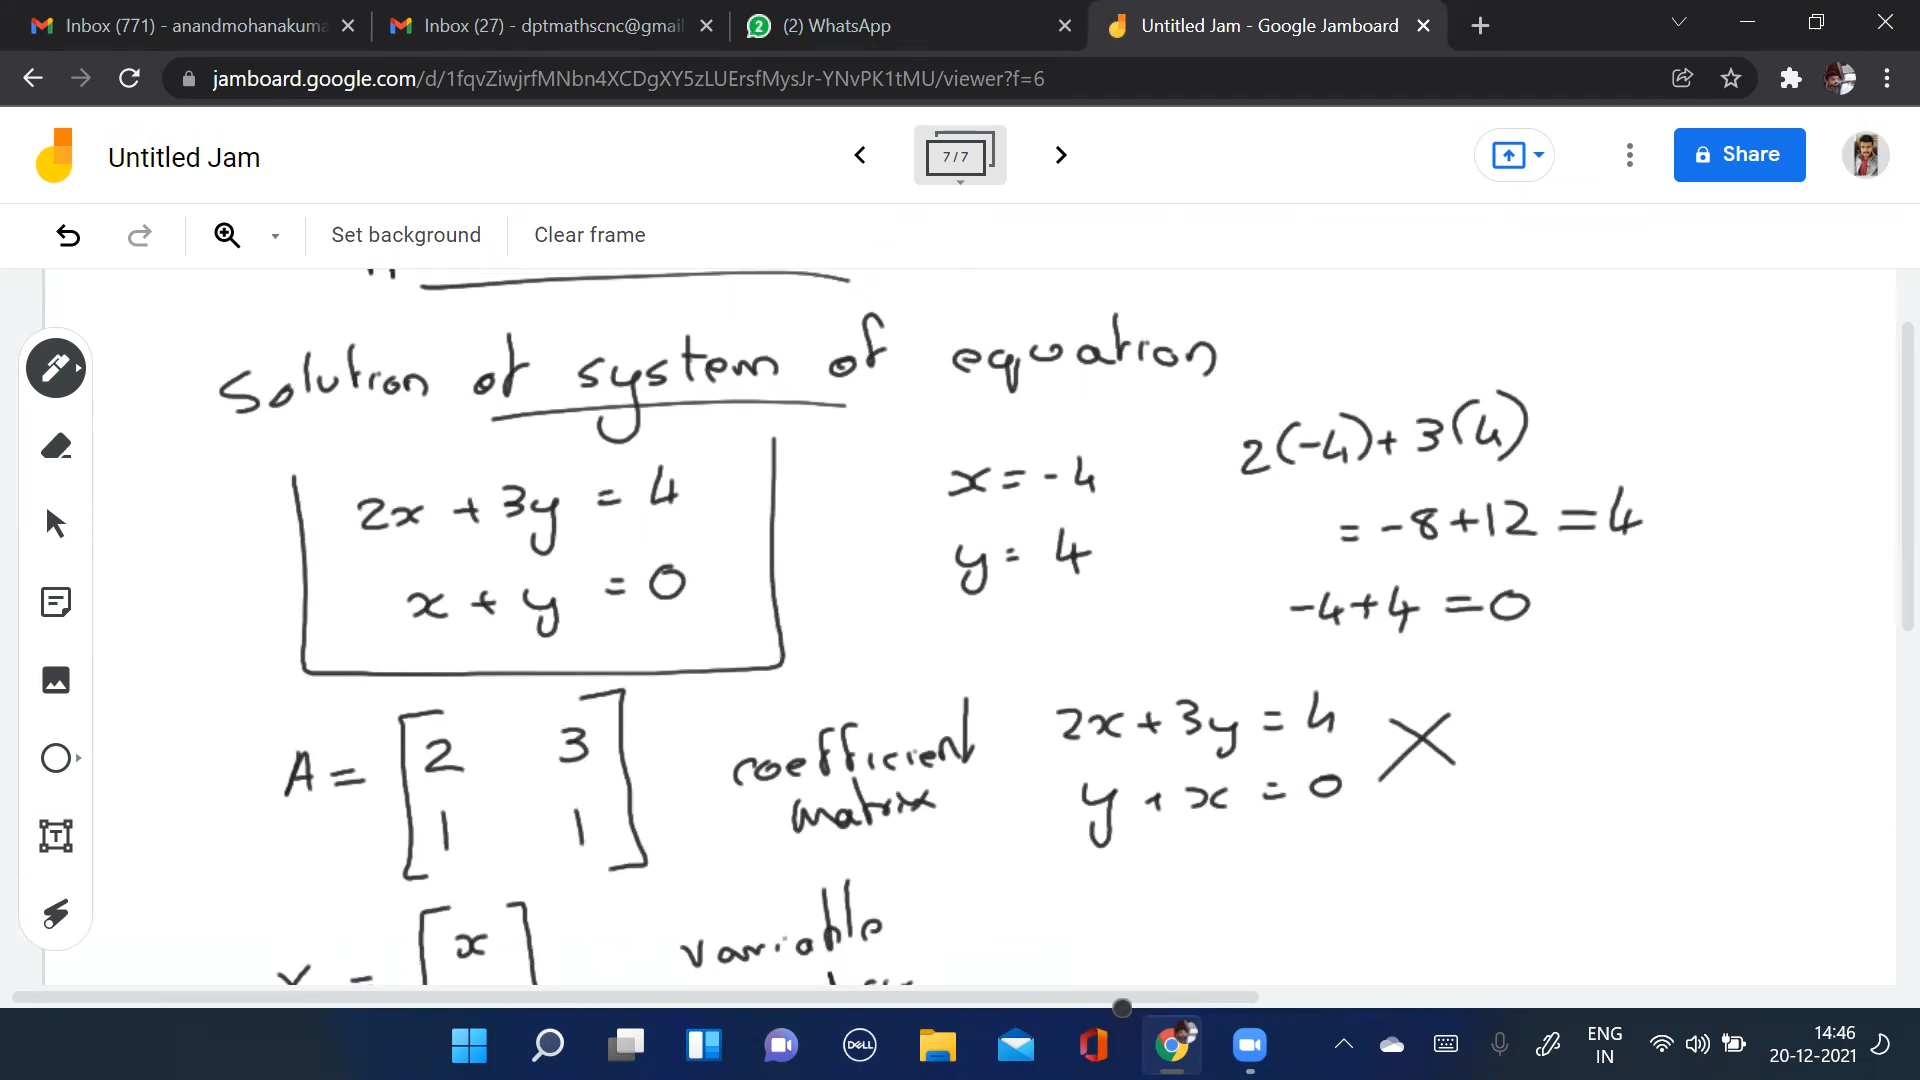 Inbox (771) - anandmohanakuma
Inbox (27) - dptmathscnc@gmail
(2) WhatsApp
Untitled Jam - Google Jamboard
2
jamboard.google.com/d/1fqvZiwjrfMNbn4XCDgXY5zLUErsfMysJr-YNvPK1tMU/viewer?f=6
Untitled Jam
7 / 7
Share
Set background
Clear frame
Solution of system of equation
2x + 3y = 4
x + y = 0
x = -4
y = 4
2(-4) + 3(4)
= -8+12 = 4
-4+4 = 0
A = [2 3
1 1]
coefficient
matrix
2x + 3y = 4
y + x = 0
X = [x
variable
DELL
ENG
IN
14:46
20-12-2021